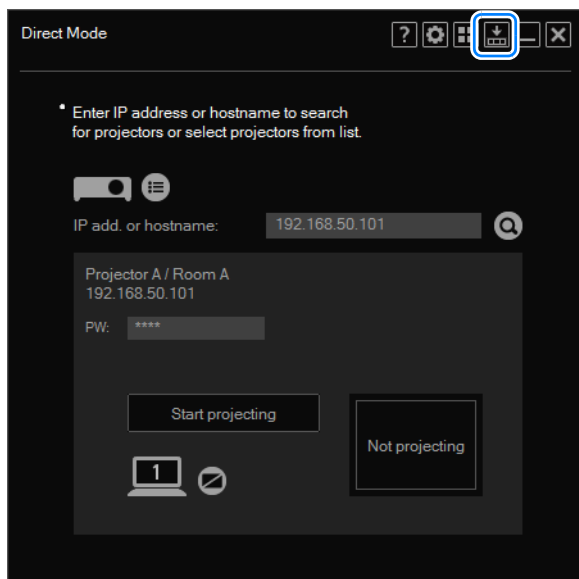 Direct Mode
?
Enter IP address or hostname to search
for projectors or select projectors from list.
IP add. or hostname: 192.168.50.101
Projector A / Room A
192.168.50.101
PW: ****
Start projecting
Not projecting
1